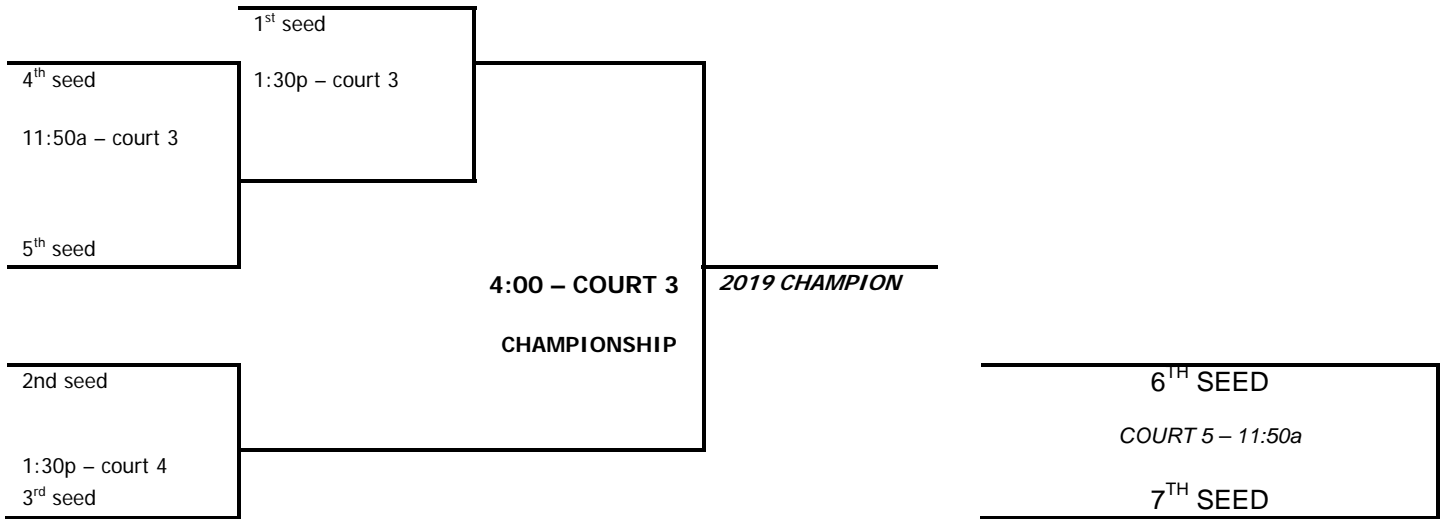 1st seed
4th seed
1:30p – court 3
11:50a – court 3
5th seed
4:00 – COURT 3
2019 CHAMPION
CHAMPIONSHIP
2nd seed
6TH SEED
COURT 5 – 11:50a
1:30p – court 4
3rd seed
7TH SEED